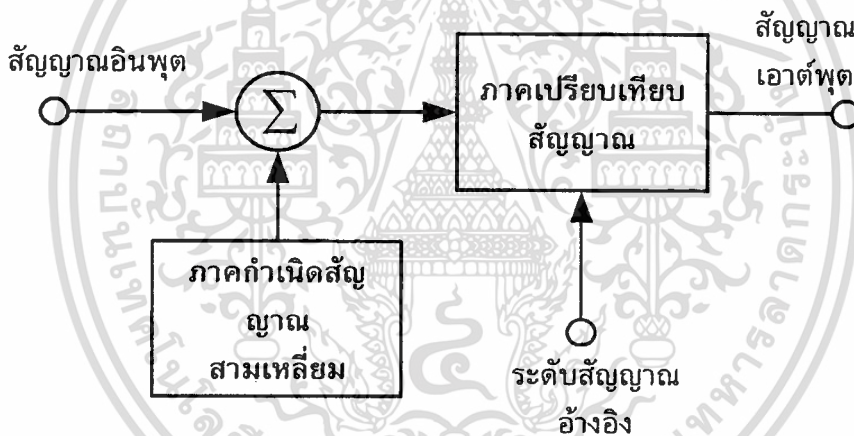 สัญญาณอินพุต
Σ
ภาคเปรียบเทียบ
สัญญาณ
สัญญาณ
เอาต์พุต
ภาคกำเนิดสัญ
ญาณ
สามเหลี่ยม
ระดับสัญญาณ
อ้างอิง